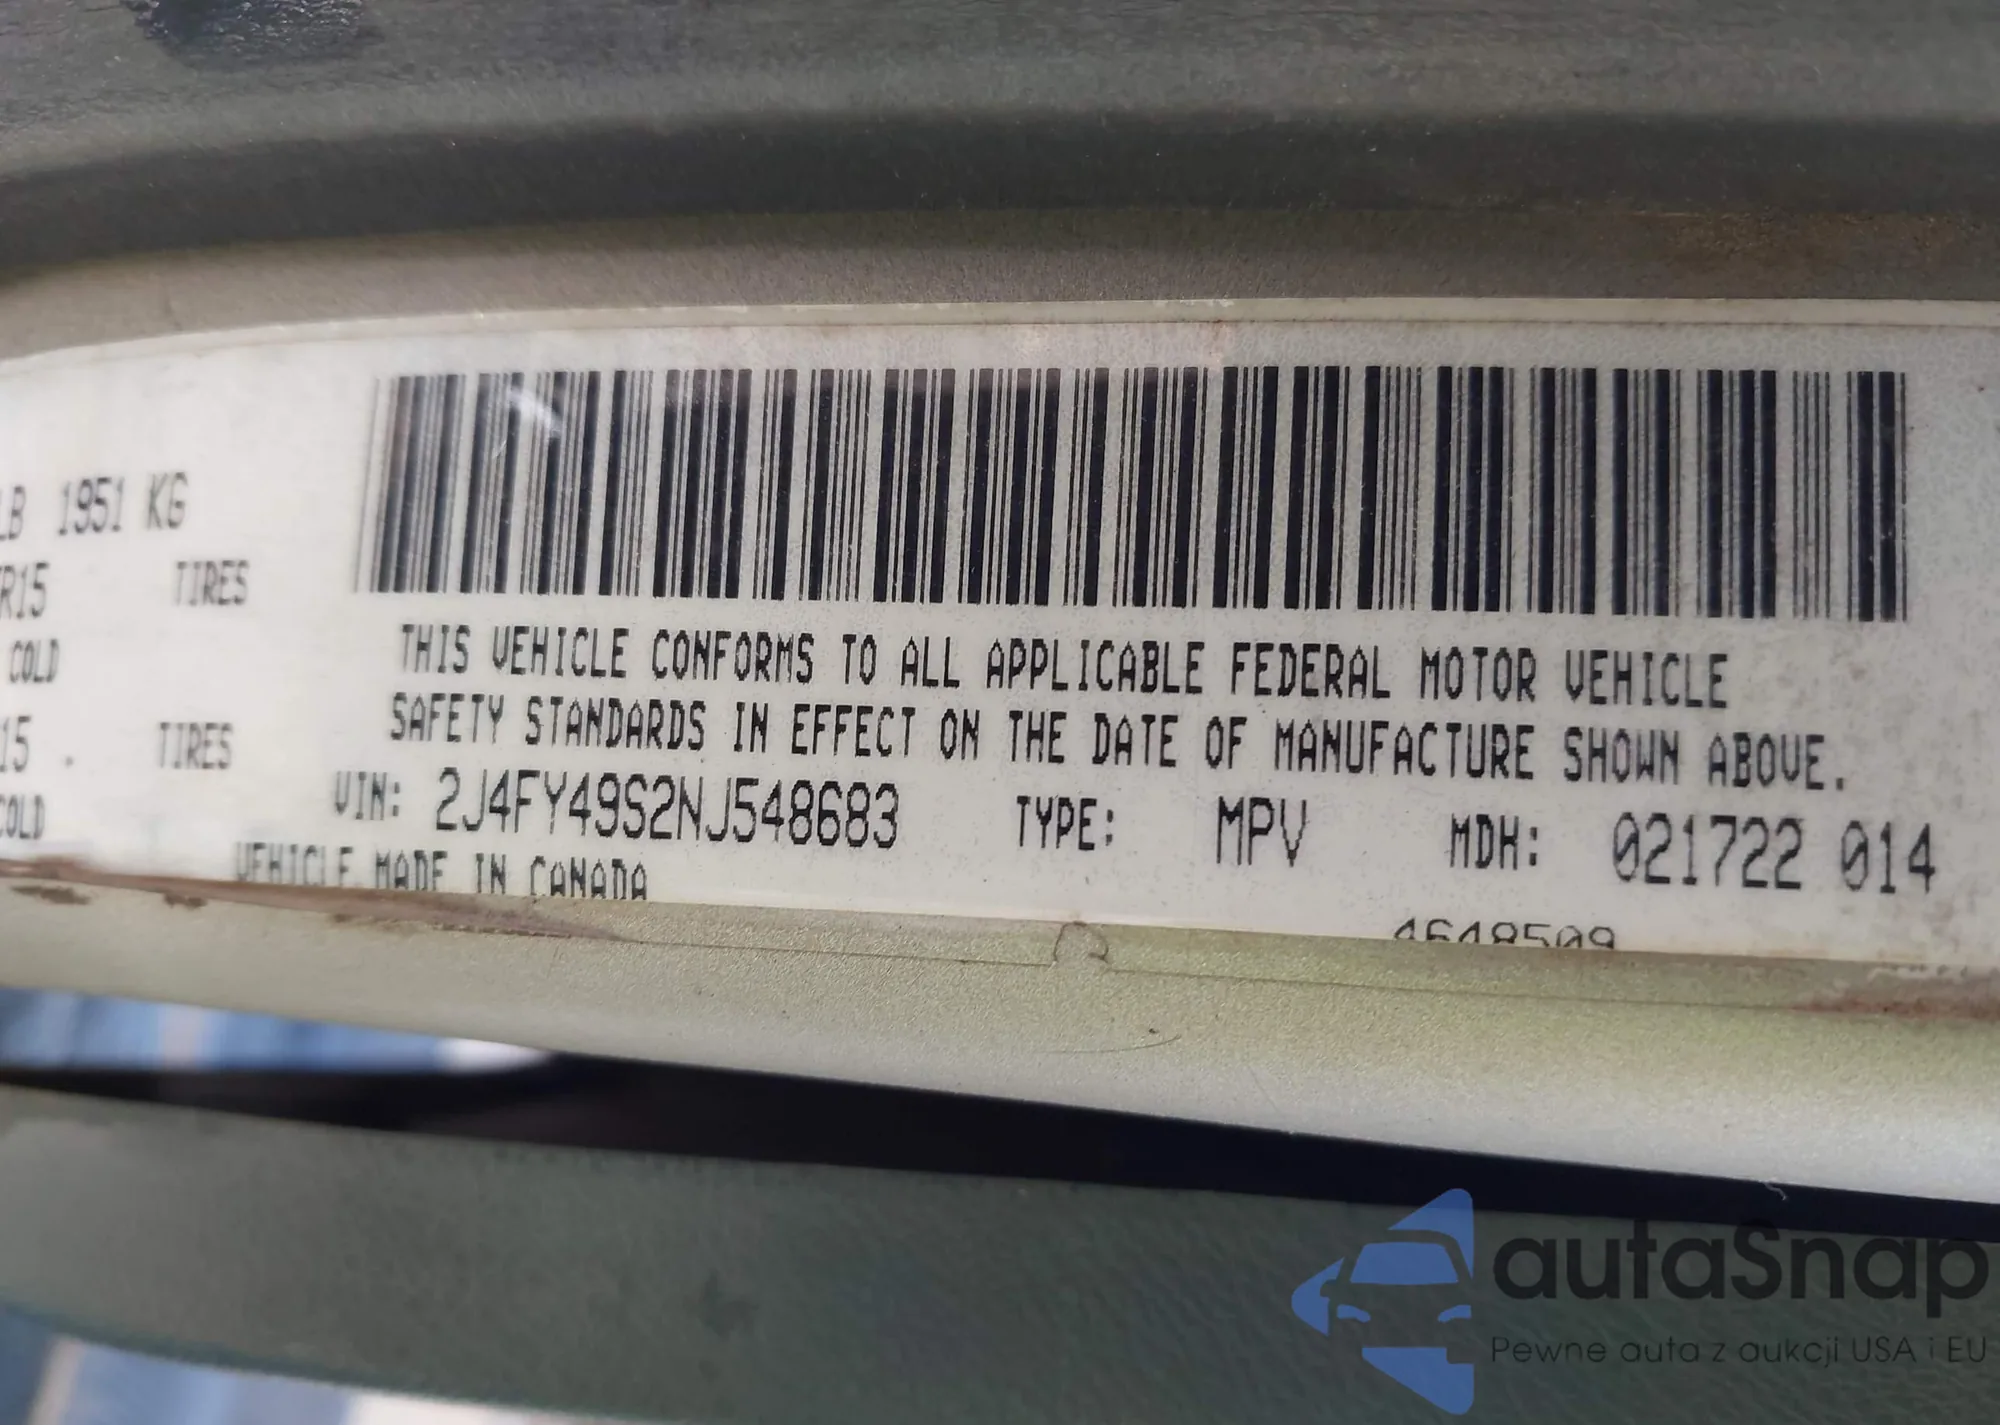 LB 1951 KG
R15 TIRES
COLD
15 . TIRES
COLD
THIS VEHICLE CONFORMS TO ALL APPLICABLE FEDERAL MOTOR VEHICLE
SAFETY STANDARDS IN EFFECT ON THE DATE OF MANUFACTURE SHOWN ABOVE.
VIN: 2J4FY49S2NJ548683 TYPE: MPV MDH: 021722 014
VEHICLE MADE IN CANADA
4648509
autaSnap
Pewne auta z aukcji USA i EU